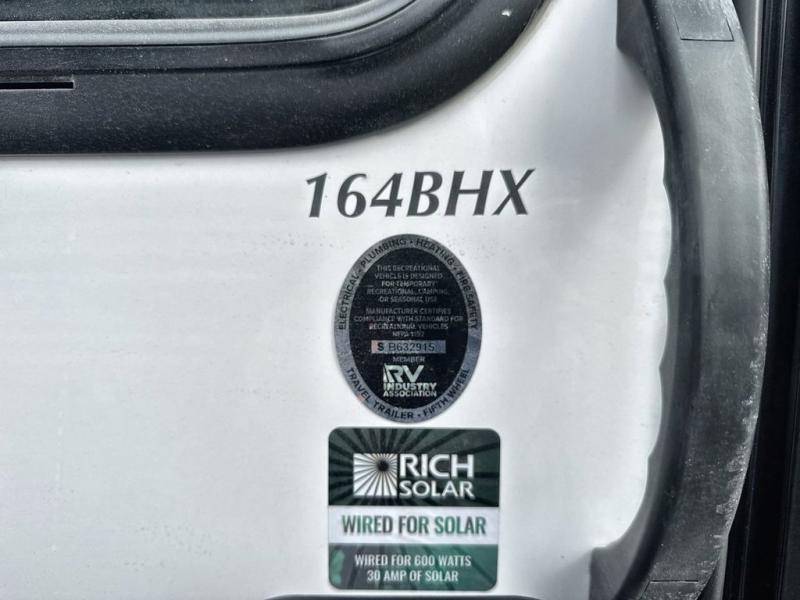 164BHX
ELECTRICAL • PLUMBING • HEATING • FIRE SAFETY
THIS RECREATIONAL
VEHICLE IS DESIGNED
FOR TEMPORARY
RECREATIONAL, CAMPING,
OR SEASONAL USE
MANUFACTURER CERTIFIES
COMPLIANCE WITH STANDARD FOR
RECREATIONAL VEHICLES
NFPA 1192
S B632915
MEMBER
RV
INDUSTRY
ASSOCIATION
TRAVEL TRAILER • FIFTH WHEEL
RICH
SOLAR
WIRED FOR SOLAR
WIRED FOR 600 WATTS
30 AMP OF SOLAR